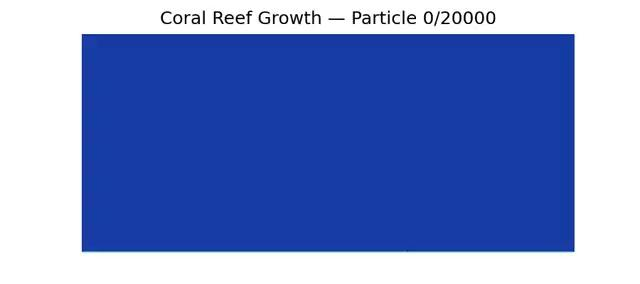 Coral Reef Growth — Particle 0/20000